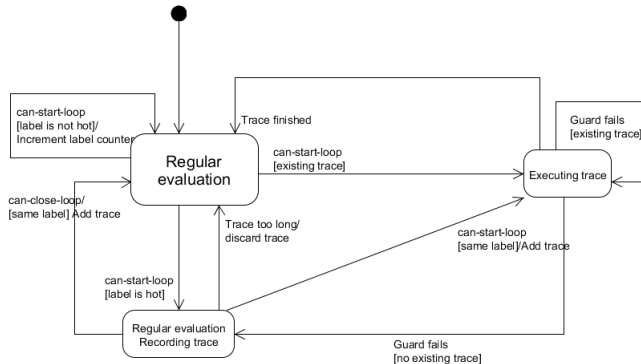 Trace finished
can-start-loop
[label is not hot]/
Increment label counter
Guard fails
[existing trace]
Regular
evaluation
can-start-loop
[existing trace]
Executing trace
can-close-loop/
[same label] Add trace
Trace too long/
discard trace
can-start-loop
[same label]/Add trace
can-start-loop
[label is hot]
Regular evaluation
Recording trace
Guard fails
[no existing trace]